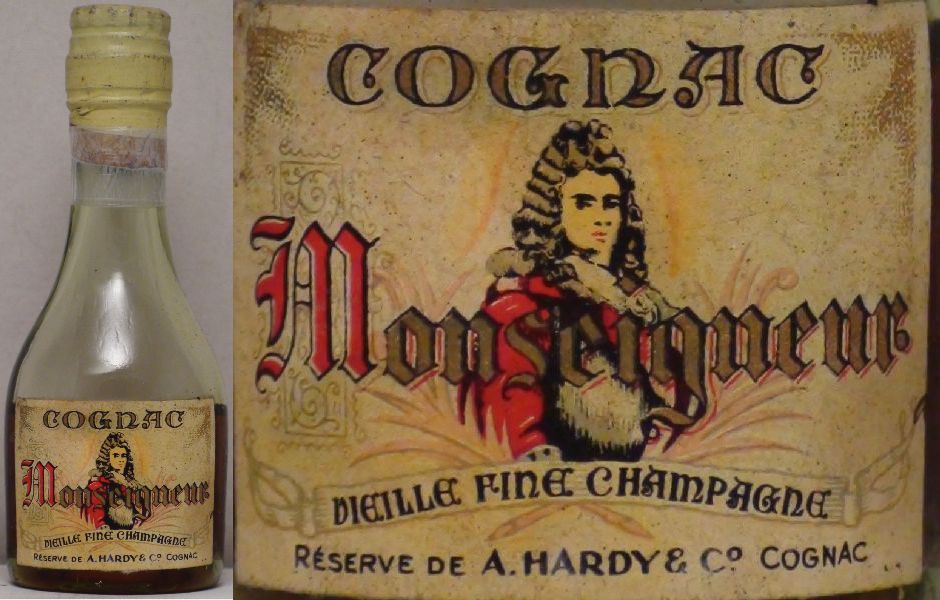 COGNAC
Monseigneur
VIEILLE FINE CHAMPAGNE
RÉSERVE DE A. HARDY & Cº COGNAC
COGNAC
Monseigneur
VIEILLE FINE CHAMPAGNE
RÉSERVE DE A. HARDY & Cº COGNAC